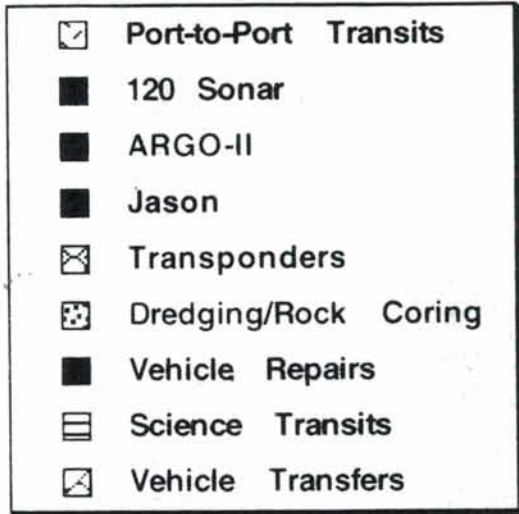 Port-to-Port Transits
120 Sonar
ARGO-II
Jason
Transponders
Dredging/Rock Coring
Vehicle Repairs
Science Transits
Vehicle Transfers